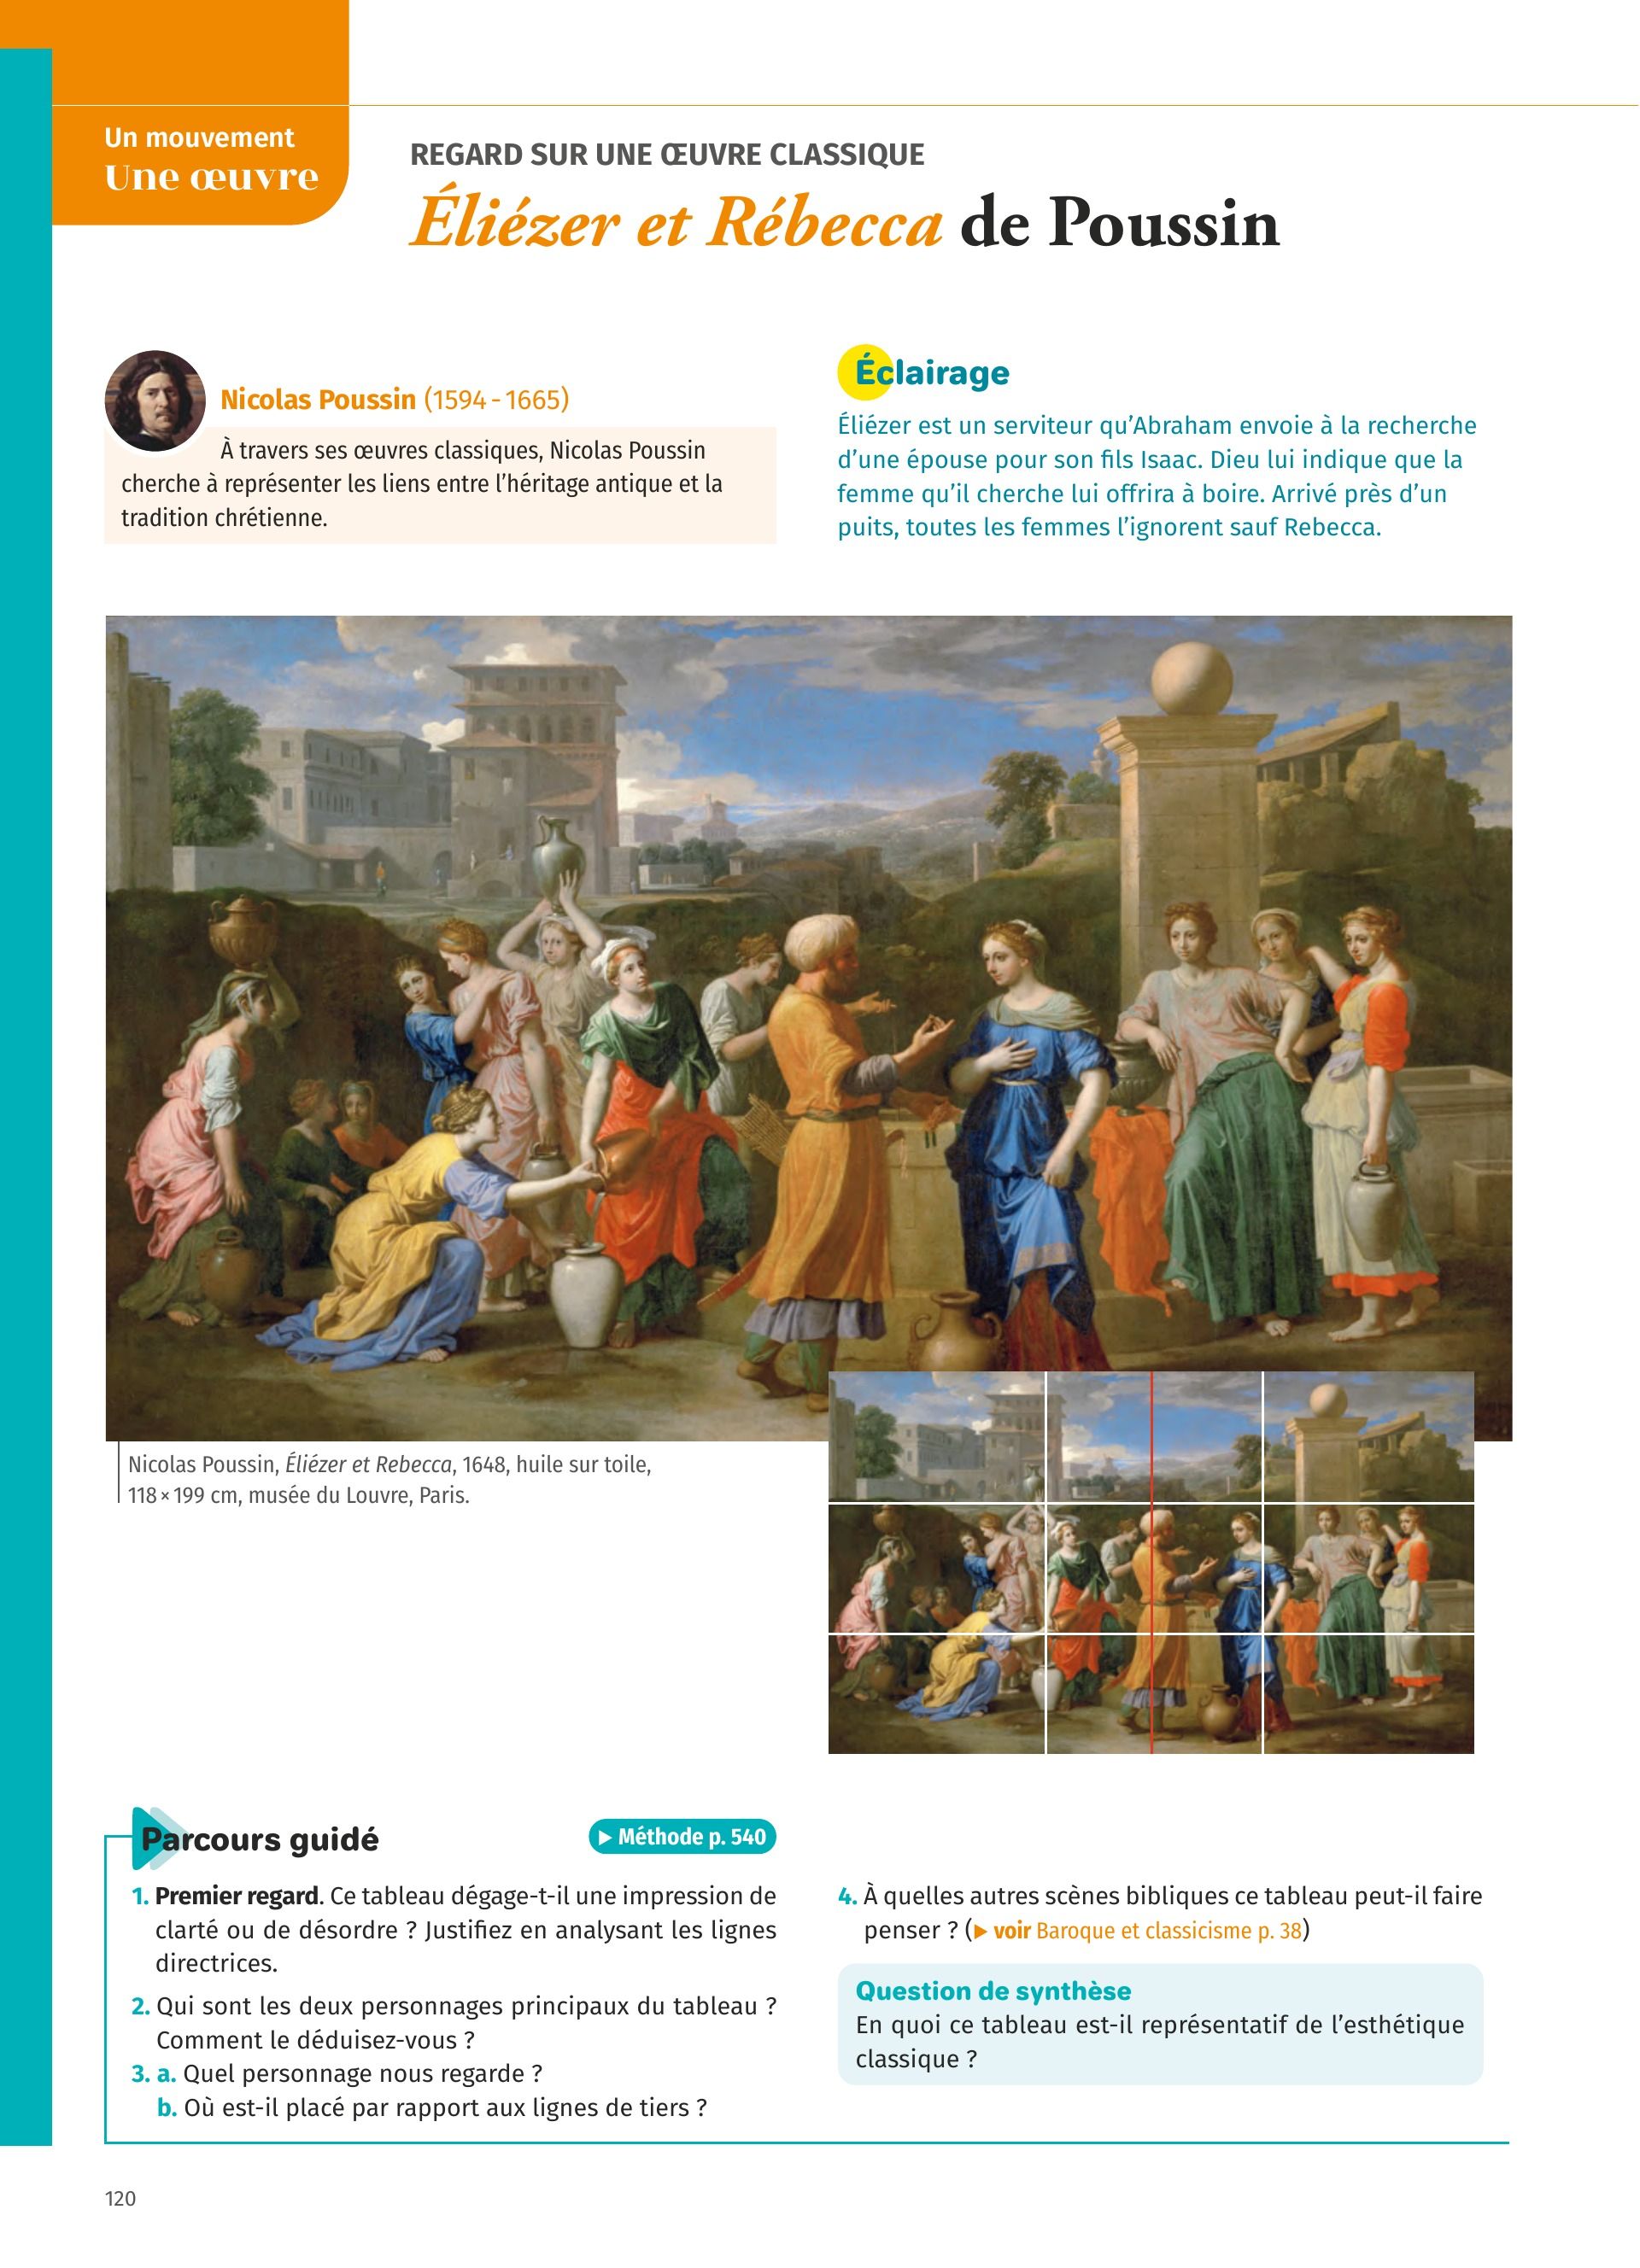 Un mouvement
Une œuvre
REGARD SUR UNE ŒUVRE CLASSIQUE
Éliézer et Rébecca de Poussin
Nicolas Poussin (1594 - 1665)
À travers ses œuvres classiques, Nicolas Poussin
cherche à représenter les liens entre l’héritage antique et la
tradition chrétienne.
Éclairage
Éliézer est un serviteur qu’Abraham envoie à la recherche
d’une épouse pour son fils Isaac. Dieu lui indique que la
femme qu’il cherche lui offrira à boire. Arrivé près d’un
puits, toutes les femmes l’ignorent sauf Rebecca.
Nicolas Poussin, Éliézer et Rebecca, 1648, huile sur toile,
118 × 199 cm, musée du Louvre, Paris.
Parcours guidé
▶ Méthode p. 540
1. Premier regard. Ce tableau dégage-t-il une impression de
clarté ou de désordre ? Justifiez en analysant les lignes
directrices.
2. Qui sont les deux personnages principaux du tableau ?
Comment le déduisez-vous ?
3. a. Quel personnage nous regarde ?
b. Où est-il placé par rapport aux lignes de tiers ?
4. À quelles autres scènes bibliques ce tableau peut-il faire
penser ? (▶ voir Baroque et classicisme p. 38)
Question de synthèse
En quoi ce tableau est-il représentatif de l’esthétique
classique ?
120